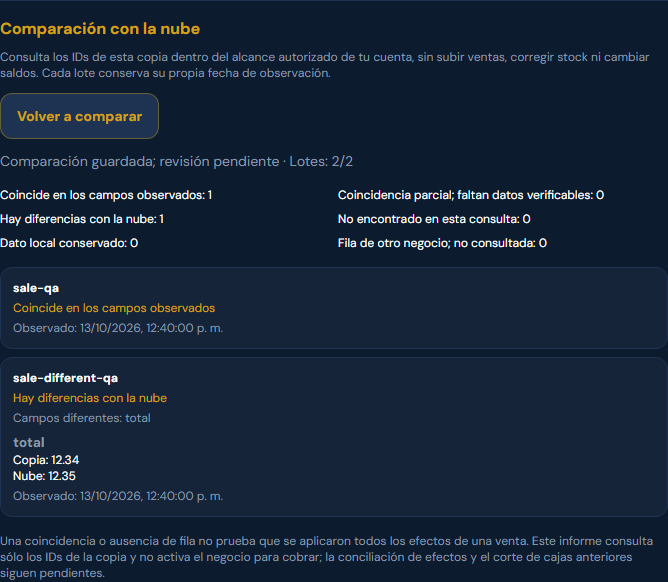 Comparación con la nube
Consulta los IDs de esta copia dentro del alcance autorizado de tu cuenta, sin subir ventas, corregir stock ni cambiar
saldos. Cada lote conserva su propia fecha de observación.
Volver a comparar
Comparación guardada; revisión pendiente · Lotes: 2/2
Coincide en los campos observados: 1
Coincidencia parcial; faltan datos verificables: 0
Hay diferencias con la nube: 1
No encontrado en esta consulta: 0
Dato local conservado: 0
Fila de otro negocio; no consultada: 0
sale-qa
Coincide en los campos observados
Observado: 13/10/2026, 12:40:00 p. m.
sale-different-qa
Hay diferencias con la nube
Campos diferentes: total
total
Copia: 12.34
Nube: 12.35
Observado: 13/10/2026, 12:40:00 p. m.
Una coincidencia o ausencia de fila no prueba que se aplicaron todos los efectos de una venta. Este informe consulta
sólo los IDs de la copia y no activa el negocio para cobrar; la conciliación de efectos y el corte de cajas anteriores
siguen pendientes.